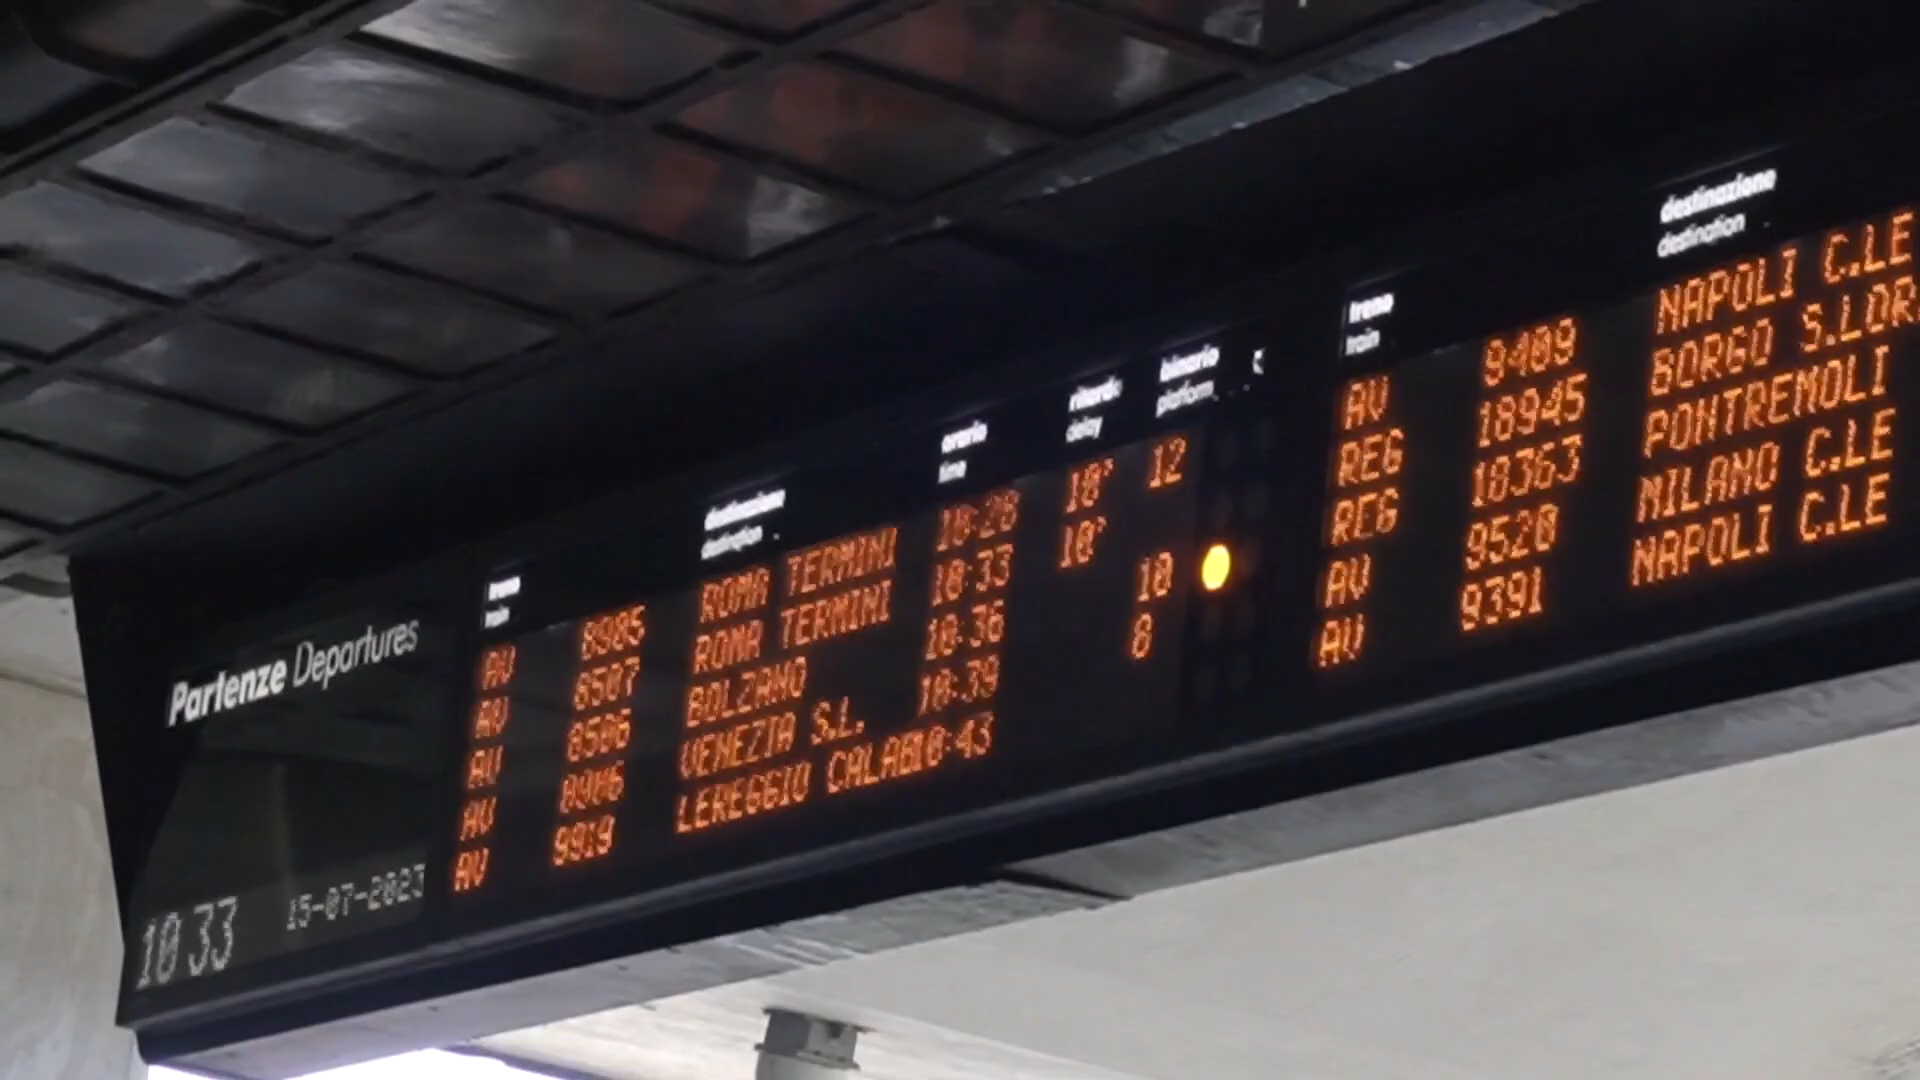 Partenze Departures
10 33 15-07-2023
treno destinazione orario ritardo binario
train destination time delay platform
AV 8985 ROMA TERMINI 10:28 10' 12
AV 8507 ROMA TERMINI 10:33 10'
AV 8506 BOLZANO 10:36 10
AV 8986 VENEZIA S.L. 10:39 8
AV 9919 LEREGGIO CALAB 10:43
treno destinazione
train destination
AV 9409 NAPOLI C.LE
REG 18945 BORGO S.LOR
REG 18363 PONTREMOLI
AV 9520 MILANO C.LE
AV 9391 NAPOLI C.LE